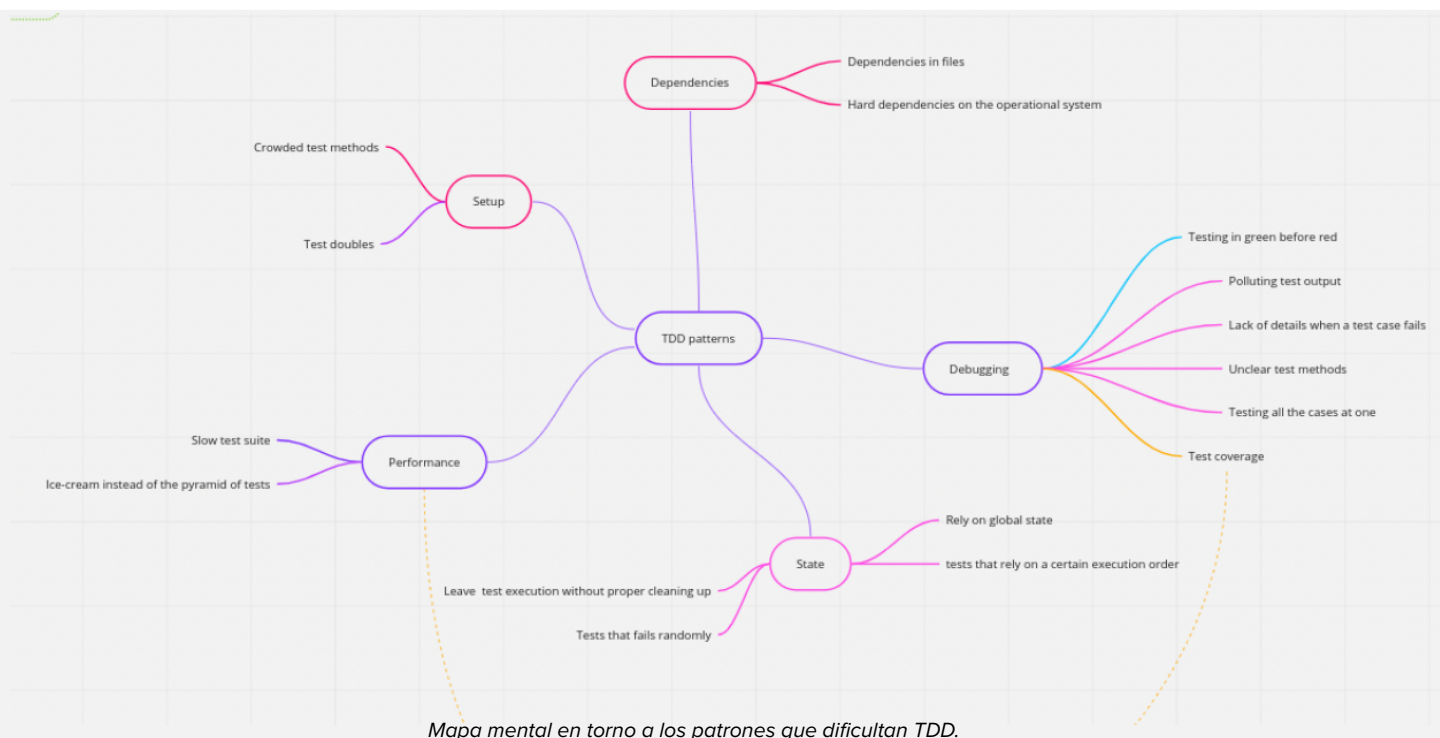 Dependencies
Dependencies in files
Hard dependencies on the operational system
Crowded test methods
Setup
Test doubles
TDD patterns
Testing in green before red
Polluting test output
Lack of details when a test case fails
Debugging
Unclear test methods
Testing all the cases at one
Test coverage
Slow test suite
Performance
Ice-cream instead of the pyramid of tests
Rely on global state
State
tests that rely on a certain execution order
Leave test execution without proper cleaning up
Tests that fails randomly
Mapa mental en torno a los patrones que dificultan TDD.